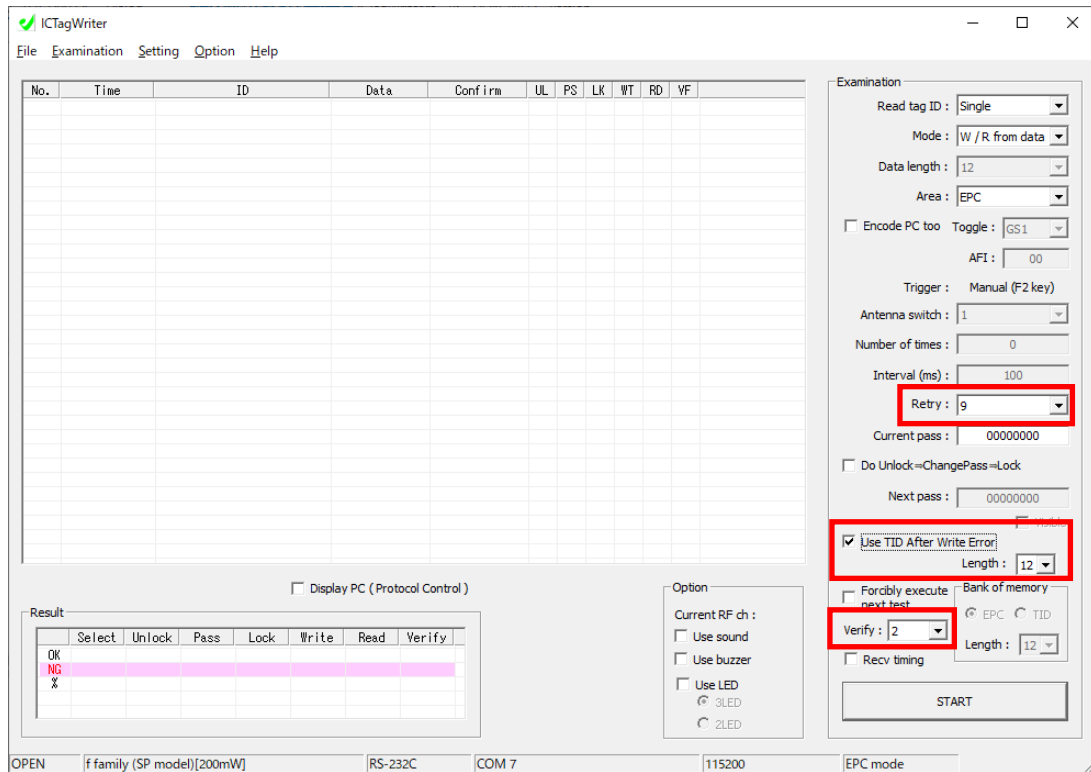 ICTagWriter
File Examination Setting Option Help
No. Time ID Data Confirm UL PS LK WT RD VF
Examination
Read tag ID : Single
Mode : W / R from data
Data length : 12
Area : EPC
Encode PC too Toggle : GS1
AFI : 00
Trigger : Manual (F2 key)
Antenna switch : 1
Number of times : 0
Interval (ms) : 100
Retry : 9
Current pass : 00000000
Do Unlock⇒ChangePass⇒Lock
Next pass : 00000000
Visible
Use TID After Write Error
Length : 12
Display PC ( Protocol Control )
Result
Select Unlock Pass Lock Write Read Verify
OK
NG
%
Option
Current RF ch :
Use sound
Use buzzer
Use LED
3LED
2LED
Forcibly execute
next test
Bank of memory
EPC TID
Length : 12
Verify : 2
Recv timing
START
OPEN f family (SP model)[200mW] RS-232C COM 7 115200 EPC mode